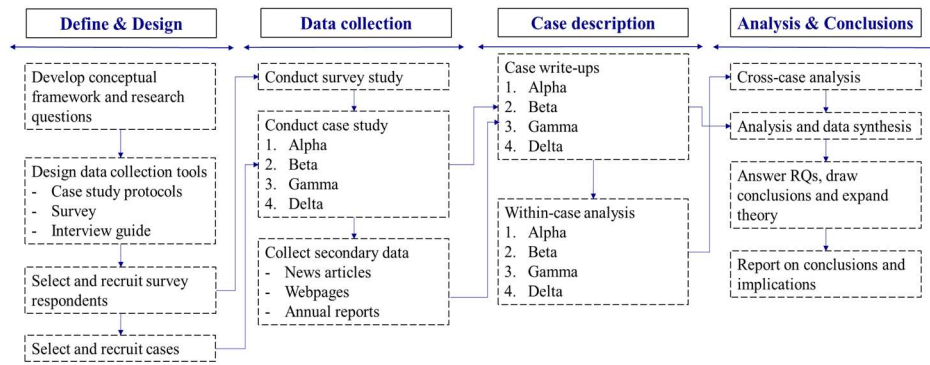 Define & Design
Develop conceptual
framework and research
questions
Design data collection tools
- Case study protocols
- Survey
- Interview guide
Select and recruit survey
respondents
Select and recruit cases
Data collection
Conduct survey study
Conduct case study
1. Alpha
2. Beta
3. Gamma
4. Delta
Collect secondary data
- News articles
- Webpages
- Annual reports
Case description
Case write-ups
1. Alpha
2. Beta
3. Gamma
4. Delta
Within-case analysis
1. Alpha
2. Beta
3. Gamma
4. Delta
Analysis & Conclusions
Cross-case analysis
Analysis and data synthesis
Answer RQs, draw
conclusions and expand
theory
Report on conclusions and
implications